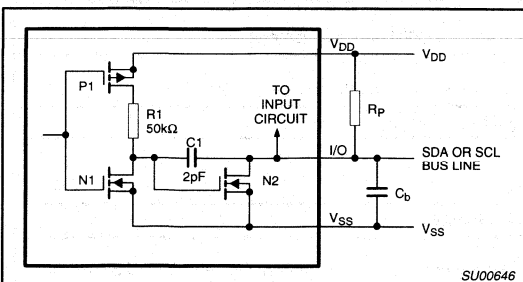 VDD
VDD
P1
TO
INPUT
CIRCUIT
RP
R1
50kΩ
C1
2pF
I/O
SDA OR SCL
BUS LINE
N1
N2
Cb
VSS
VSS
SU00646